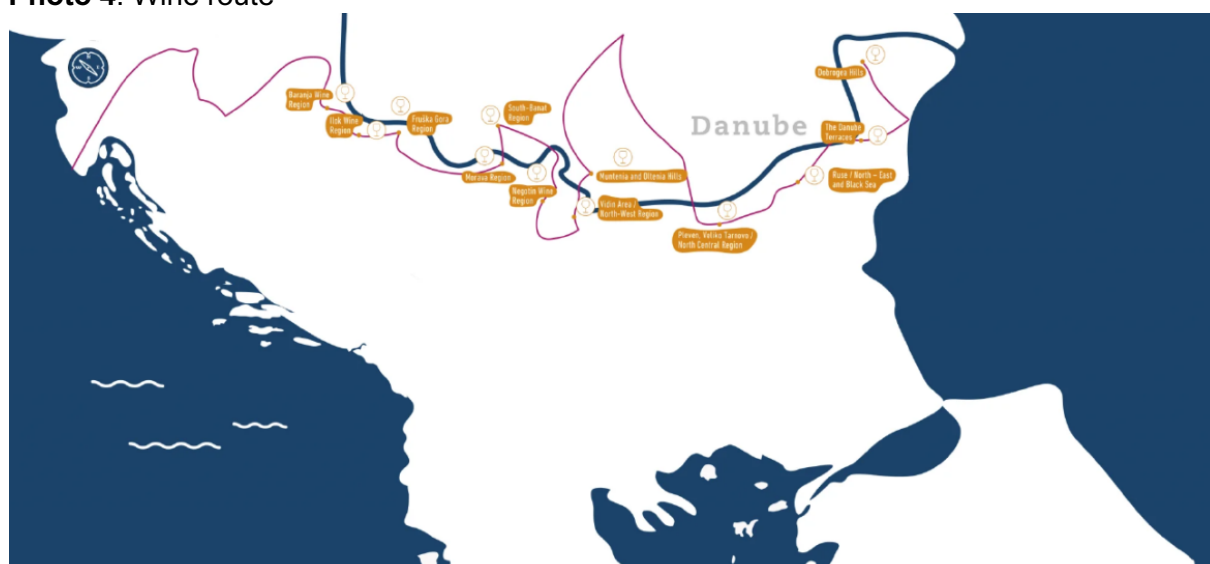 Photo 4. Wine route
Baranja Wine
Region
Ilok Wine
Region
Fruška Gora
Region
South-Banat
Region
Morava Region
Negotin Wine
Region
Muntenia and Oltenia Hills
Vidin Area /
North-West Region
Pleven, Veliko Tarnovo /
North Central Region
Danube
Dobrogea Hills
The Danube
Terraces
Ruse / North - East
and Black Sea